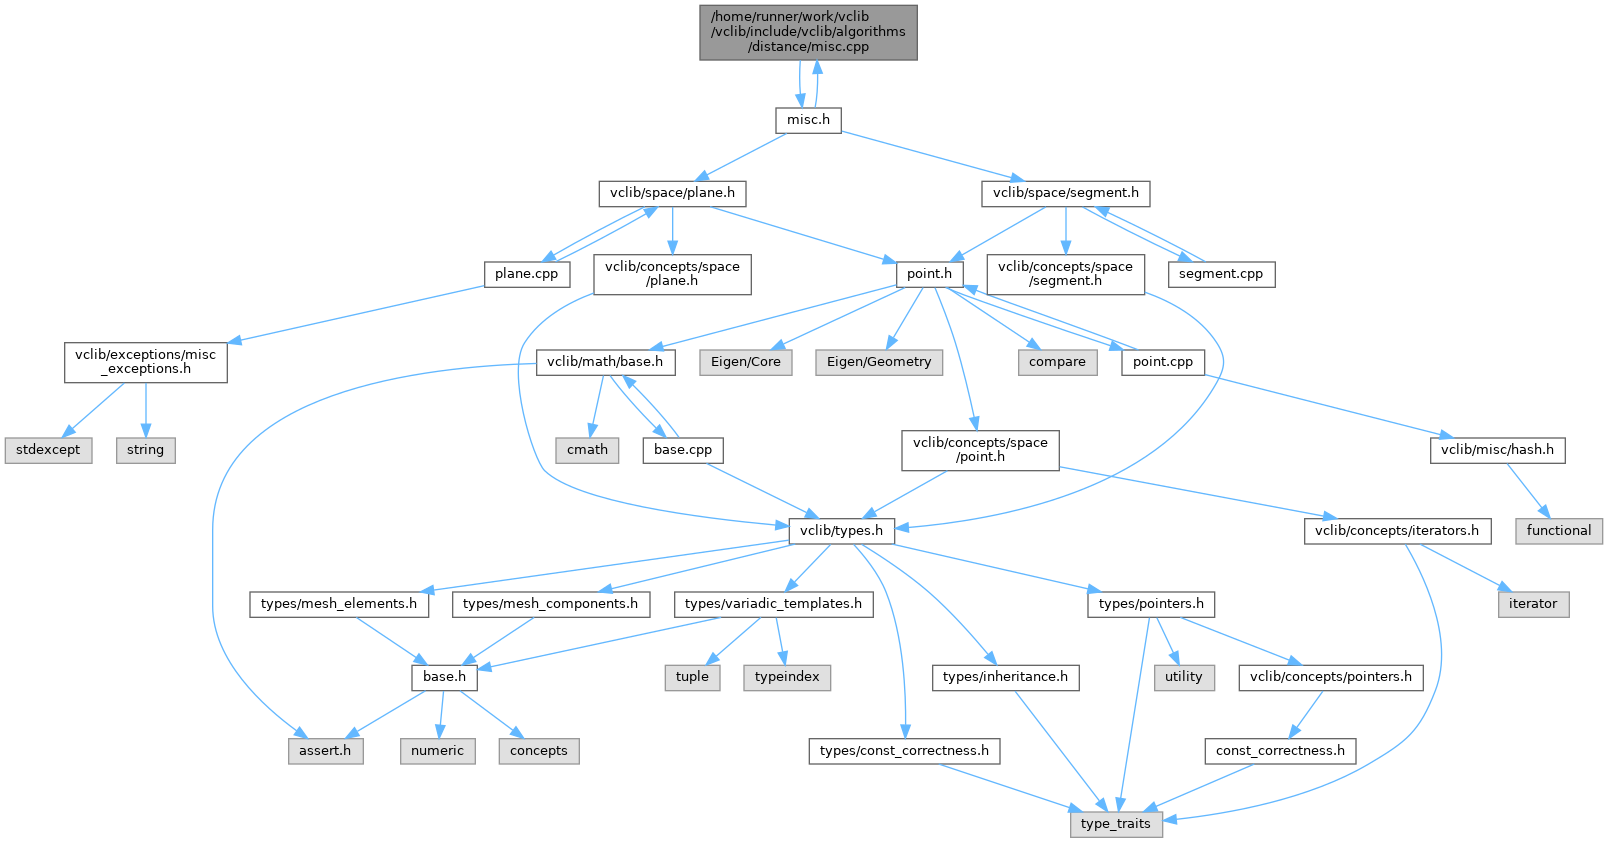 /home/runner/work/vclib
/vclib/include/vclib/algorithms
/distance/misc.cpp
misc.h
vclib/space/plane.h
vclib/space/segment.h
plane.cpp
vclib/concepts/space
/plane.h
point.h
vclib/concepts/space
/segment.h
segment.cpp
vclib/exceptions/misc
_exceptions.h
vclib/math/base.h
Eigen/Core
Eigen/Geometry
compare
point.cpp
stdexcept
string
cmath
base.cpp
vclib/concepts/space
/point.h
vclib/misc/hash.h
vclib/types.h
vclib/concepts/iterators.h
functional
types/mesh_elements.h
types/mesh_components.h
types/variadic_templates.h
types/pointers.h
iterator
base.h
tuple
typeindex
types/inheritance.h
utility
vclib/concepts/pointers.h
assert.h
numeric
concepts
types/const_correctness.h
const_correctness.h
type_traits